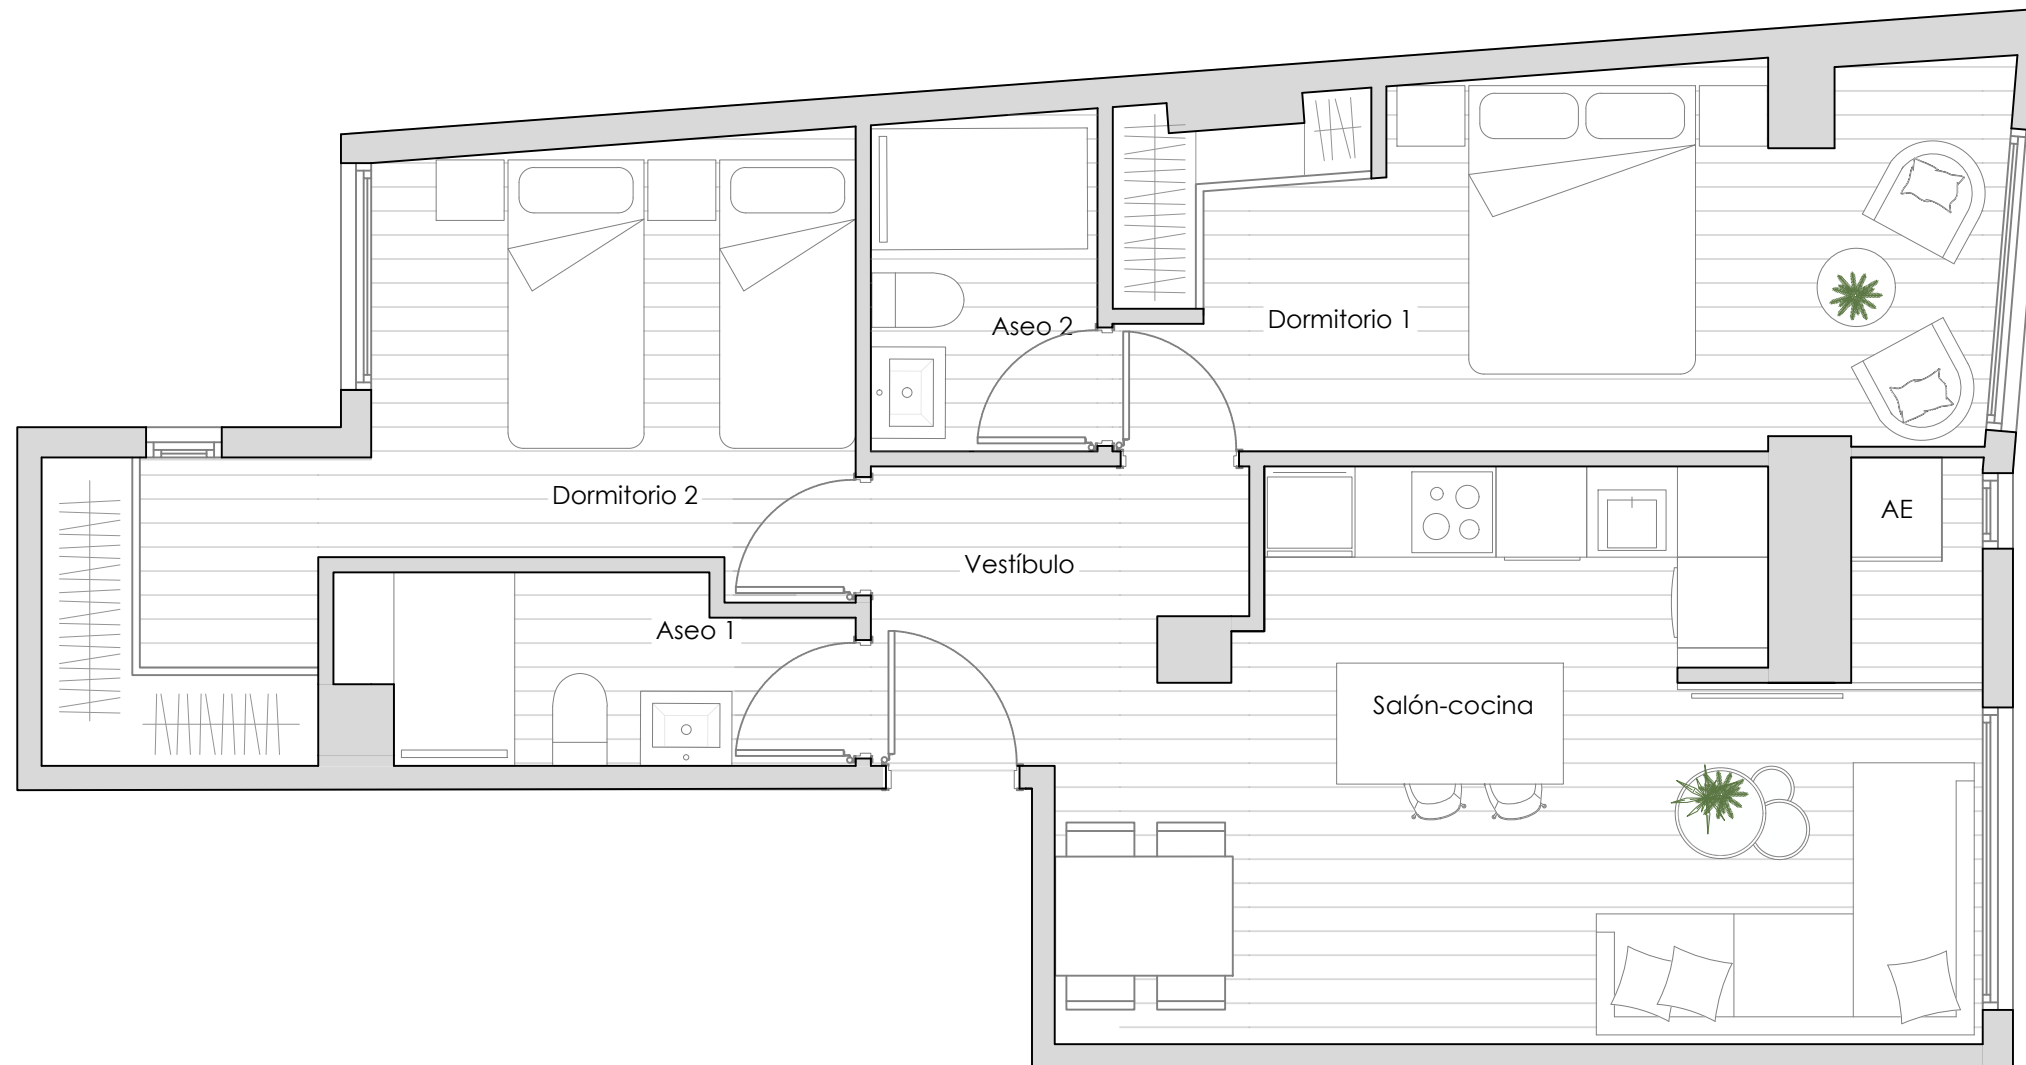 Aseo 2
Dormitorio 1
Dormitorio 2
AE
Vestíbulo
Aseo 1
Salón-cocina